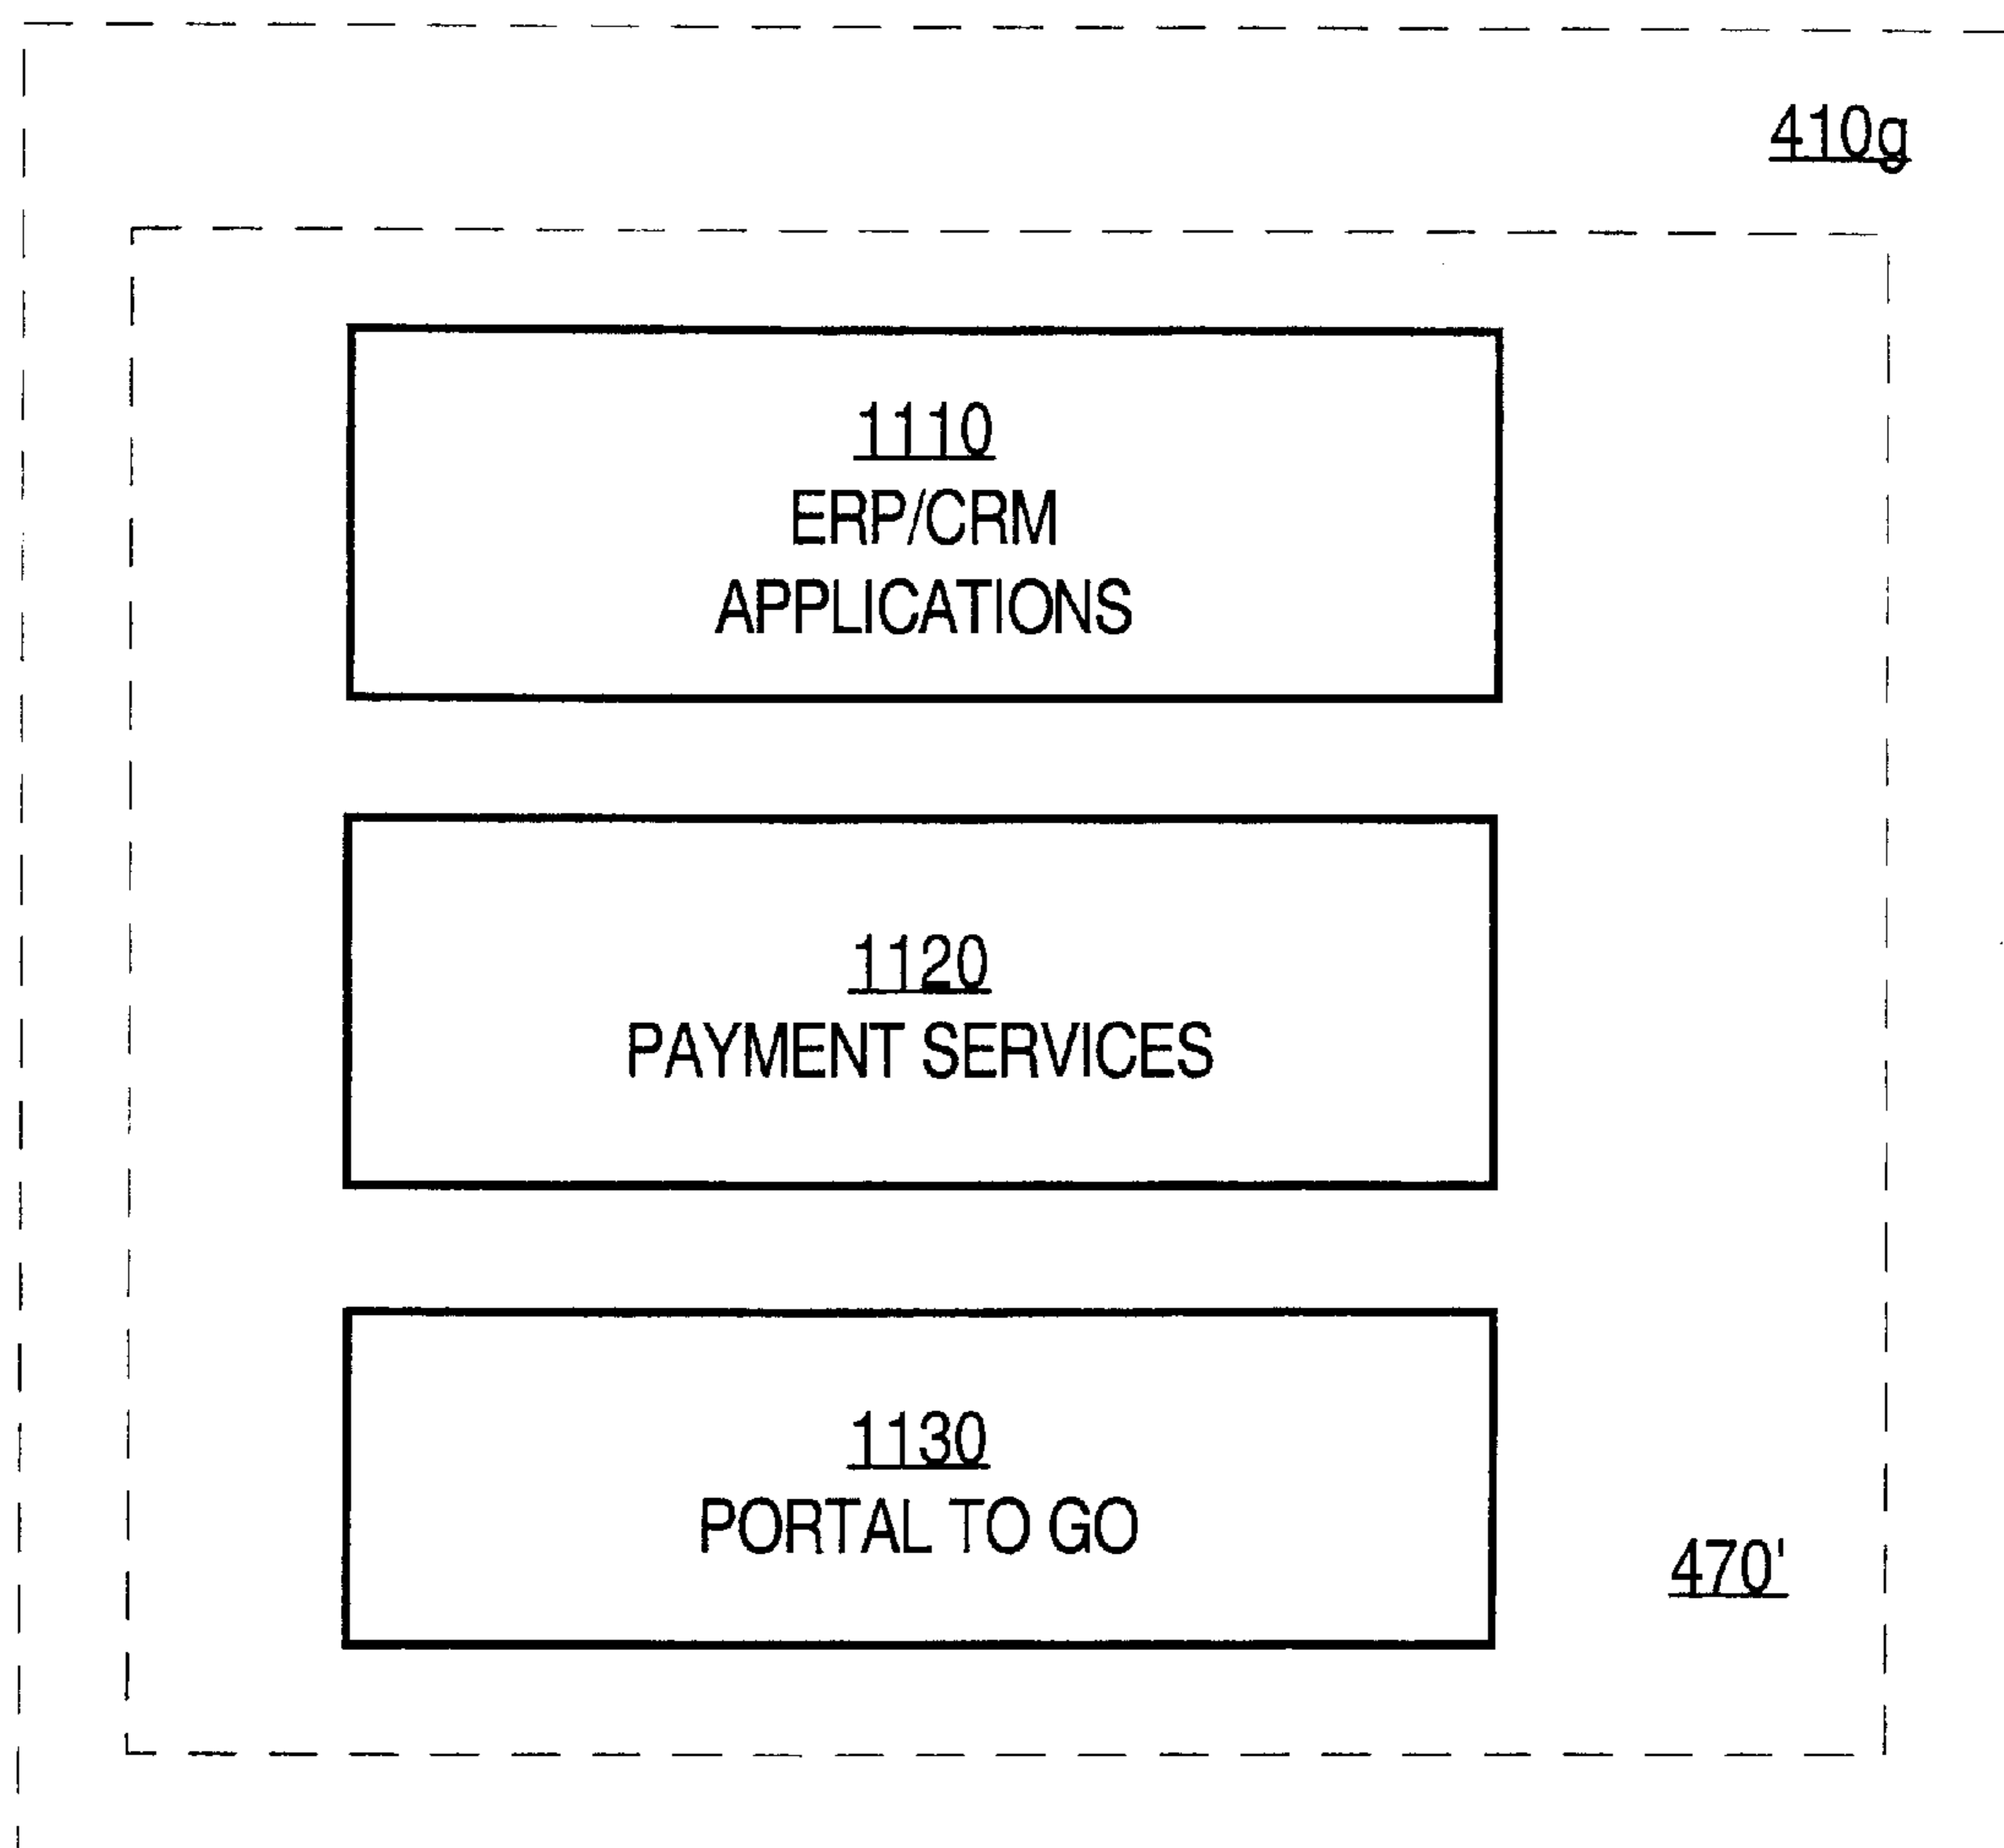 410g
1110
ERP/CRM
APPLICATIONS
1120
PAYMENT SERVICES
1130
PORTAL TO GO
470'